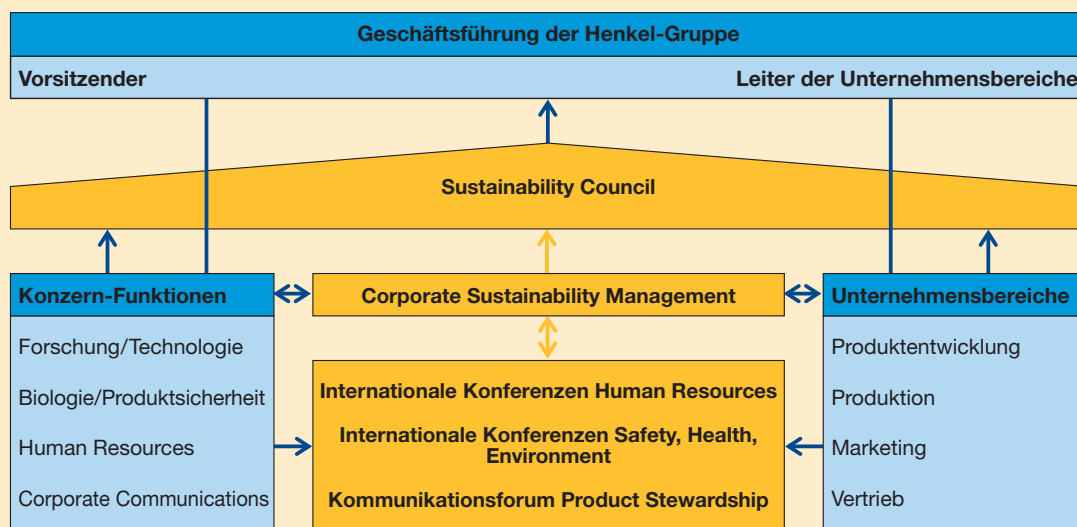 Geschäftsführung der Henkel-Gruppe
Vorsitzender
Leiter der Unternehmensbereiche
Sustainability Council
Konzern-Funktionen
Forschung/Technologie
Biologie/Produktsicherheit
Human Resources
Corporate Communications
Corporate Sustainability Management
Internationale Konferenzen Human Resources
Internationale Konferenzen Safety, Health,
Environment
Kommunikationsforum Product Stewardship
Unternehmensbereiche
Produktentwicklung
Produktion
Marketing
Vertrieb